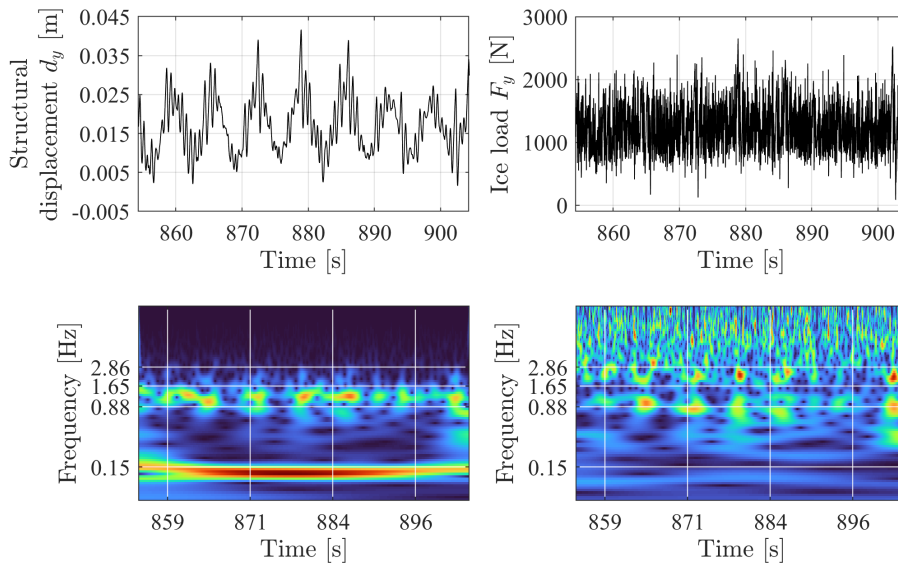 Structural
displacement d_y [m]
0.045
0.035
0.025
0.015
0.005
-0.005
860 870 880 890 900
Time [s]
Ice load F_y [N]
3000
2000
1000
0
860 870 880 890 900
Time [s]
Frequency [Hz]
2.86
1.65
0.88
0.15
859 871 884 896
Time [s]
Frequency [Hz]
2.86
1.65
0.88
0.15
859 871 884 896
Time [s]